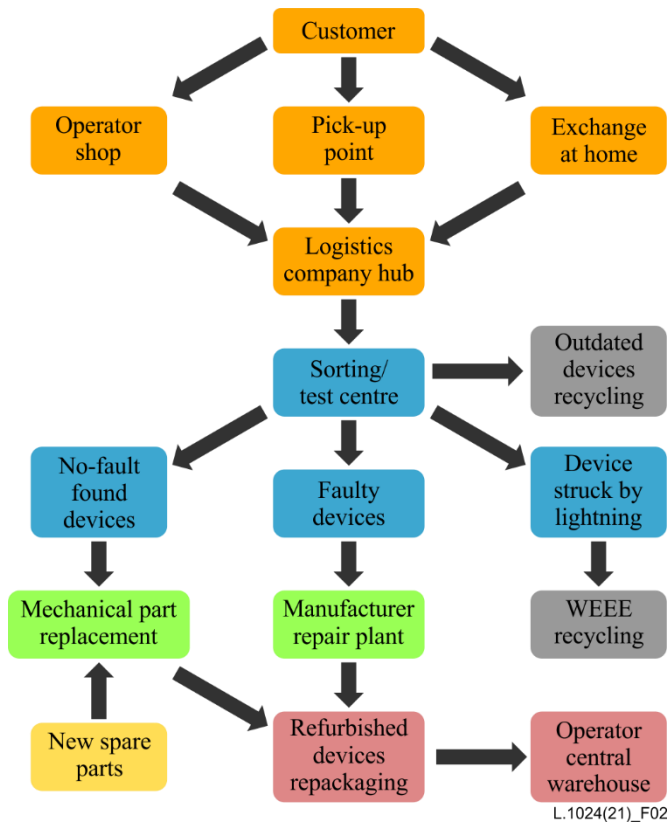 Customer
Operator
shop
Pick-up
point
Exchange
at home
Logistics
company hub
Sorting/
test centre
Outdated
devices
recycling
No-fault
found
devices
Faulty
devices
Device
struck by
lightning
Mechanical part
replacement
Manufacturer
repair plant
WEEE
recycling
New spare
parts
Refurbished
devices
repackaging
Operator
central
warehouse
L.1024(21)_F02